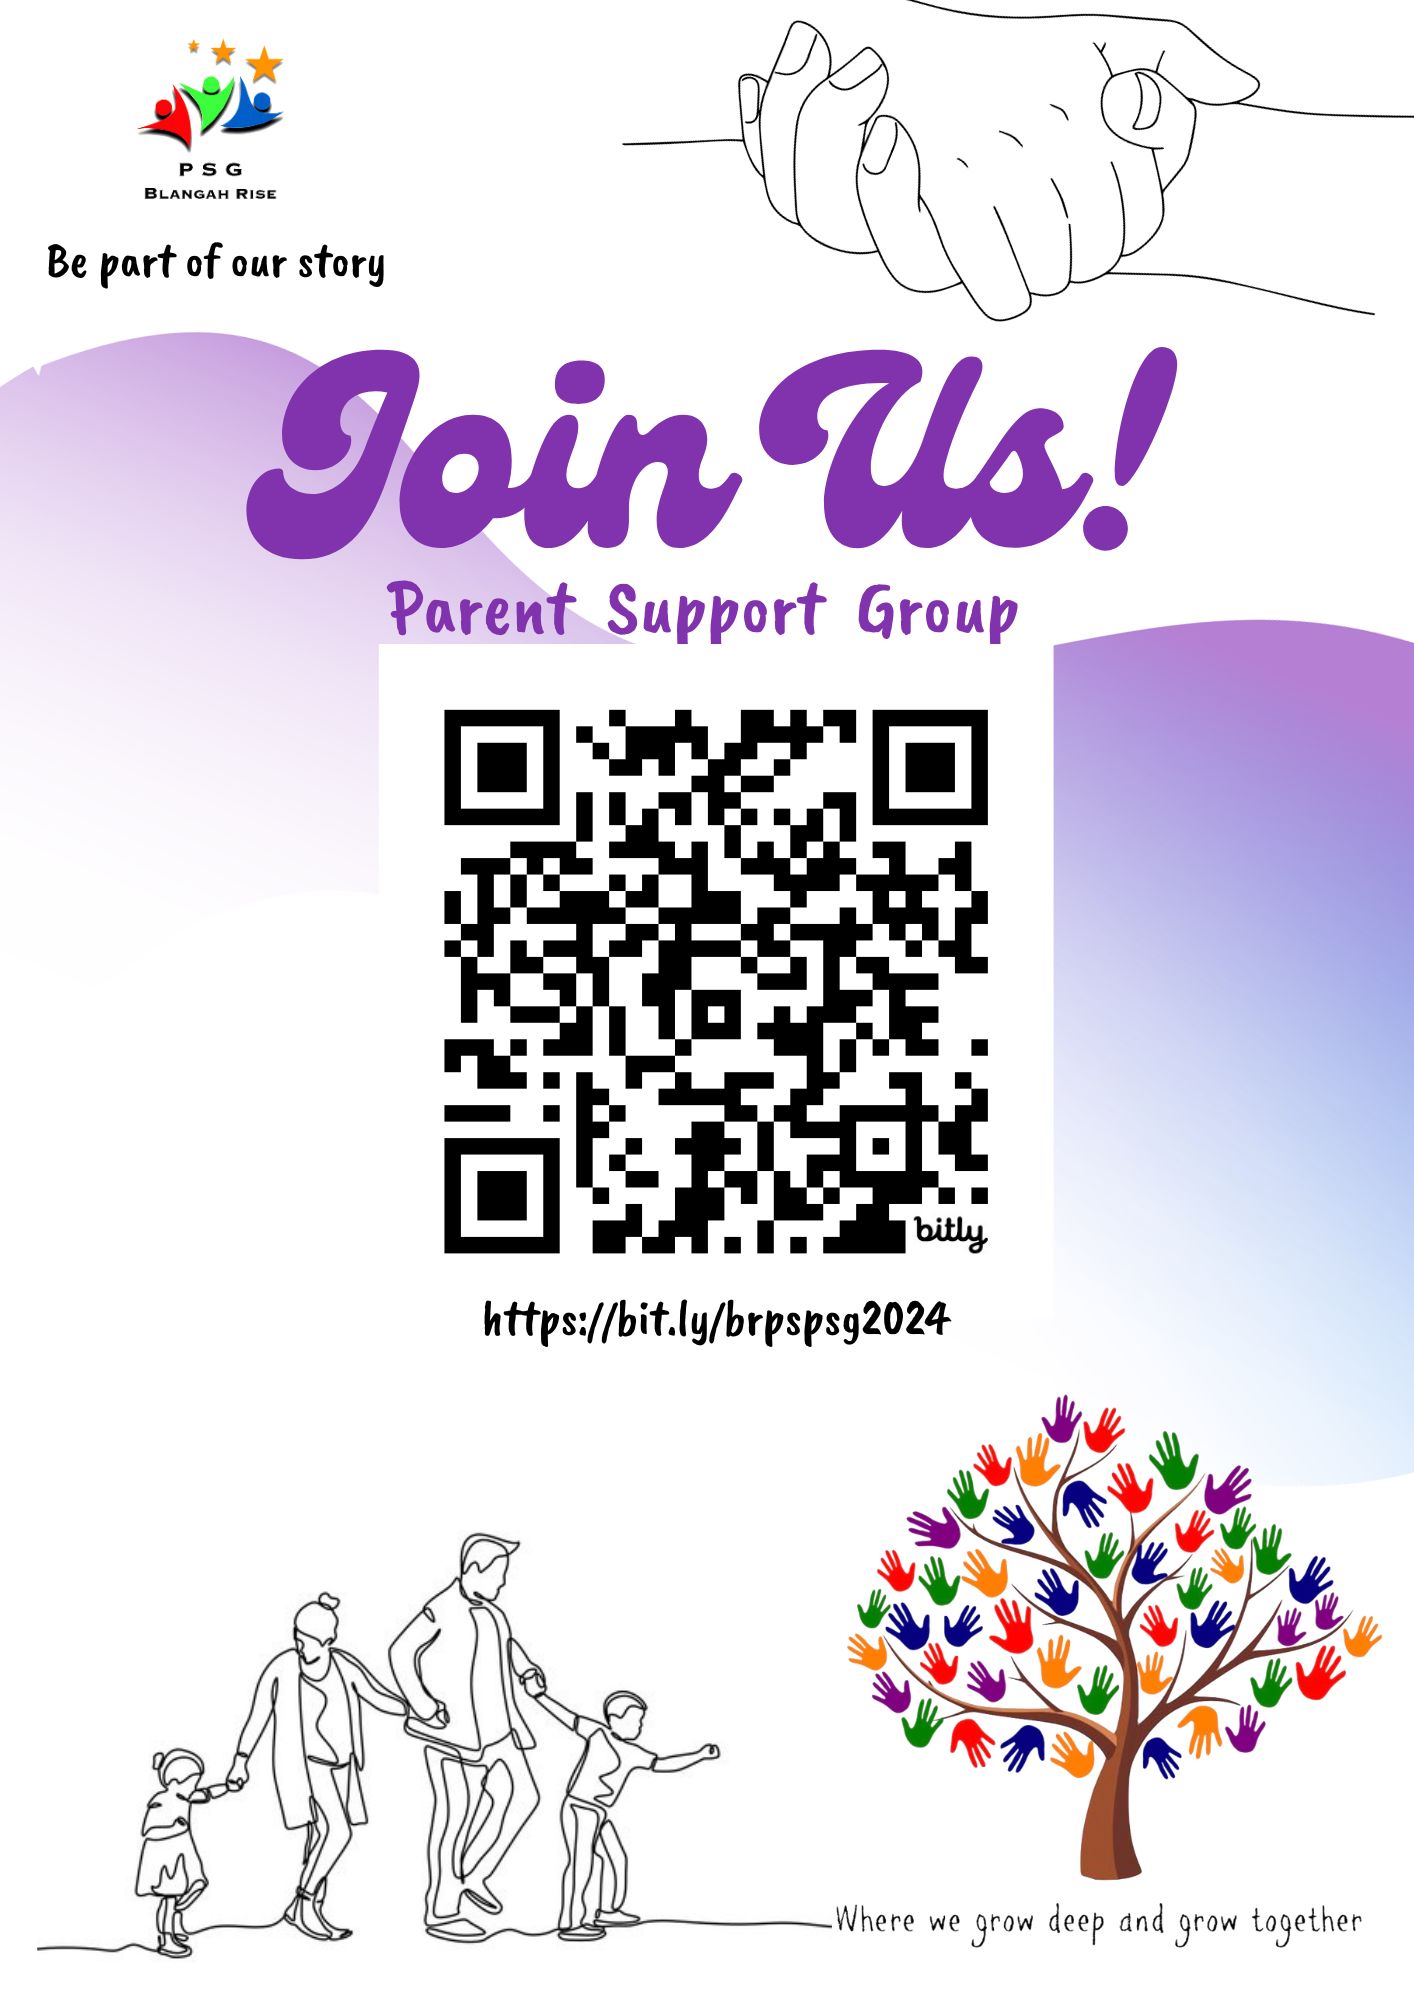 PSG
BLANGAH RISE
Be part of our story
Join Us!
Parent Support Group
bitly
https://bit.ly/brpspsg2024
Where we grow deep and grow together